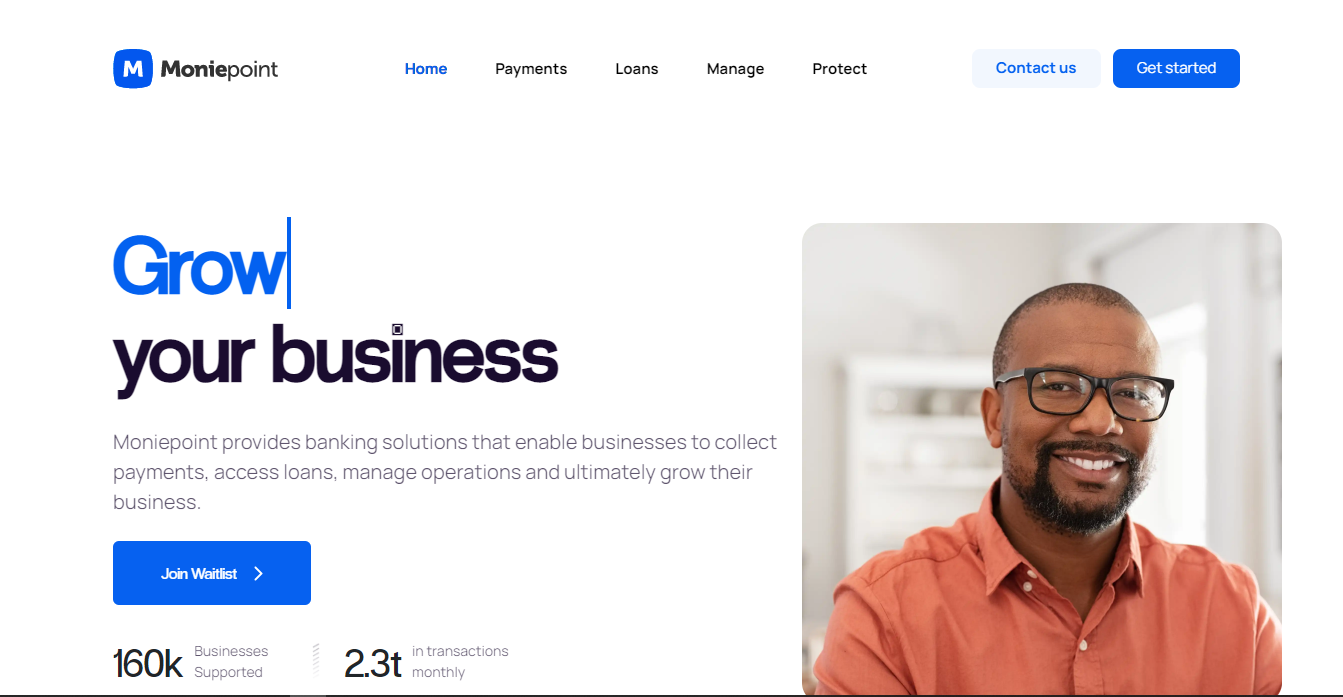 M Moniepoint
Home Payments Loans Manage Protect
Contact us Get started
Grow
your business
Moniepoint provides banking solutions that enable businesses to collect
payments, access loans, manage operations and ultimately grow their
business.
Join Waitlist
160k Businesses
Supported
2.3t in transactions
monthly